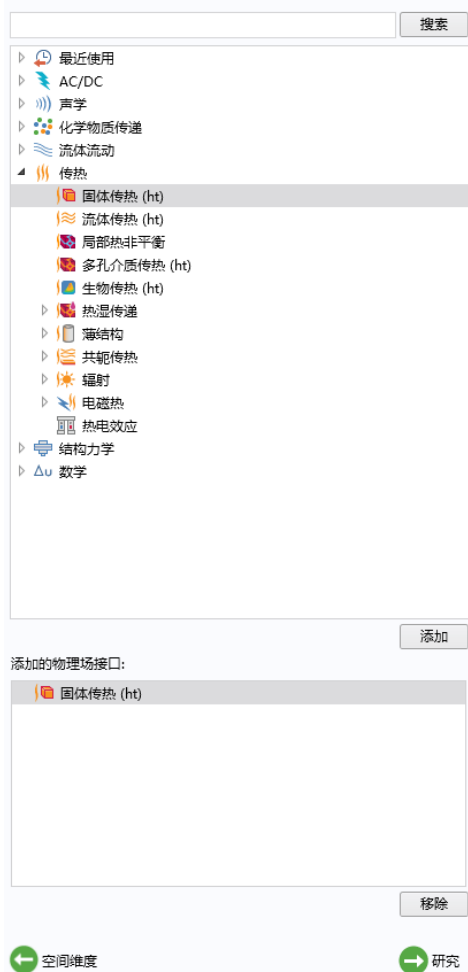 搜索
最近使用
AC/DC
声学
化学物质传递
流体流动
传热
固体传热 (ht)
流体传热 (ht)
局部热非平衡
多孔介质传热 (ht)
生物传热 (ht)
热湿传递
薄结构
共轭传热
辐射
电磁热
热电效应
结构力学
Δu 数学
添加
添加的物理场接口:
固体传热 (ht)
移除
空间维度
研究